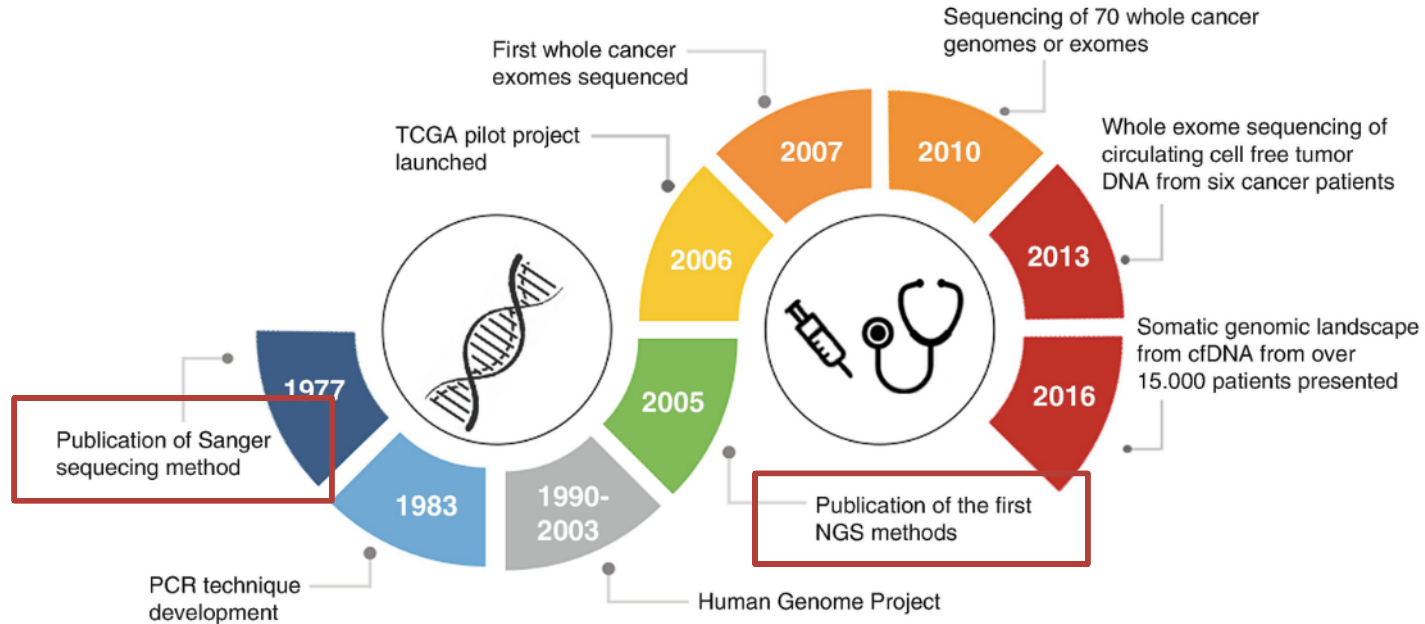 Sequencing of 70 whole cancer
genomes or exomes
First whole cancer
exomes sequenced
TCGA pilot project
launched
2007
2010
Whole exome sequencing of
circulating cell free tumor
DNA from six cancer patients
2006
2013
Somatic genomic landscape
from cfDNA from over
15.000 patients presented
1977
2005
2016
Publication of Sanger
sequecing method
1983
1990-
2003
Publication of the first
NGS methods
PCR technique
development
Human Genome Project